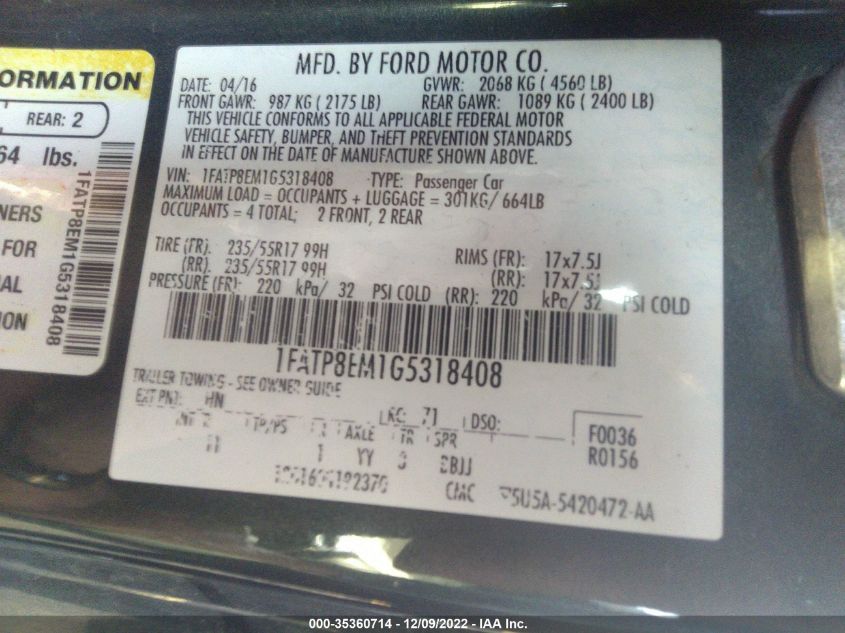 ORMATION
REAR: 2
64 lbs.
1FATP8EM1G5318408
NERS
FOR
IAL
ION
MFD. BY FORD MOTOR CO.
DATE: 04/16 GVWR: 2068 KG ( 4560 LB)
FRONT GAWR: 987 KG ( 2175 LB) REAR GAWR: 1089 KG ( 2400 LB)
THIS VEHICLE CONFORMS TO ALL APPLICABLE FEDERAL MOTOR
VEHICLE SAFETY, BUMPER, AND THEFT PREVENTION STANDARDS
IN EFFECT ON THE DATE OF MANUFACTURE SHOWN ABOVE.
VIN: 1FATP8EM1G5318408 TYPE: Passenger Car
MAXIMUM LOAD = OCCUPANTS + LUGGAGE = 301KG/ 664LB
OCCUPANTS = 4 TOTAL; 2 FRONT, 2 REAR
TIRE (FR): 235/55R17 99H RIMS (FR): 17x7.5J
(RR): 235/55R17 99H (RR): 17x7.5J
PRESSURE (FR): 220 kPa/ 32 PSI COLD (RR): 220 kPa/ 32 PSI COLD
1FATP8EM1G5318408
TRAILER TOWING - SEE OWNER GUIDE
EXT PNT: HN DSO: F0036
INT TP/PS AXLE TR SPR R0156
1 YY 3 BBJJ
CMC 5U5A-5420472-AA
000-35360714 - 12/09/2022 - IAA Inc.